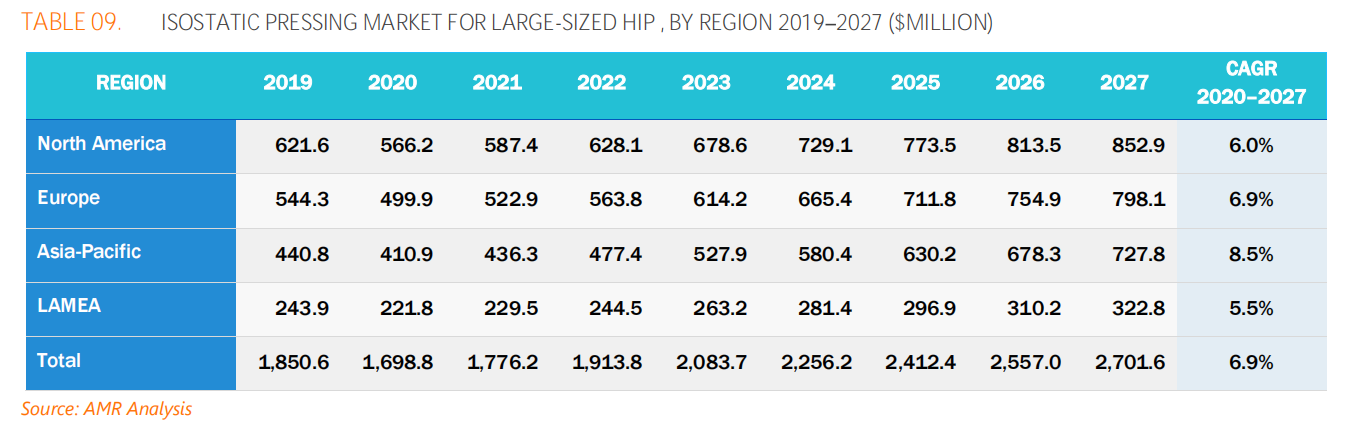 TABLE 09. ISOSTATIC PRESSING MARKET FOR LARGE-SIZED HIP , BY REGION 2019–2027 ($MILLION)
REGION 2019 2020 2021 2022 2023 2024 2025 2026 2027 CAGR 2020–2027
North America 621.6 566.2 587.4 628.1 678.6 729.1 773.5 813.5 852.9 6.0%
Europe 544.3 499.9 522.9 563.8 614.2 665.4 711.8 754.9 798.1 6.9%
Asia-Pacific 440.8 410.9 436.3 477.4 527.9 580.4 630.2 678.3 727.8 8.5%
LAMEA 243.9 221.8 229.5 244.5 263.2 281.4 296.9 310.2 322.8 5.5%
Total 1,850.6 1,698.8 1,776.2 1,913.8 2,083.7 2,256.2 2,412.4 2,557.0 2,701.6 6.9%
Source: AMR Analysis